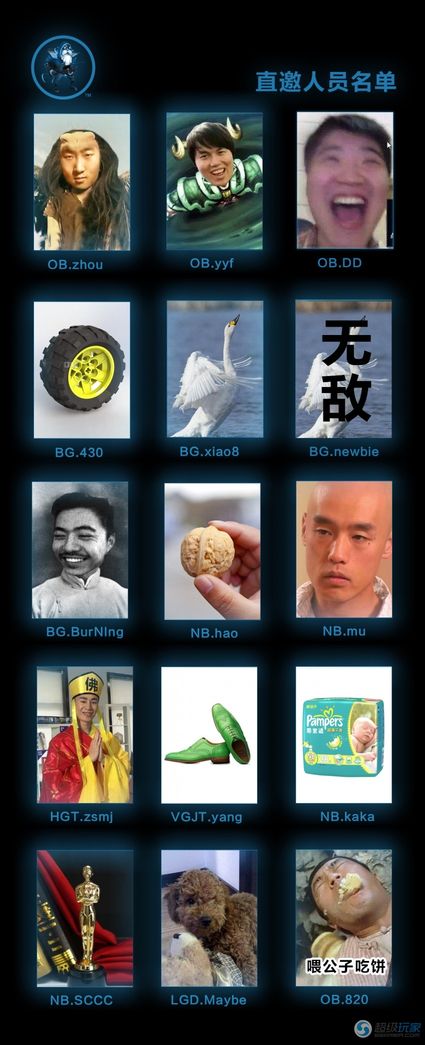 TM
直邀人员名单
OB.zhou
OB.yyf
OB.DD
BG.430
BG.xiao8
无敌
BG.newbie
BG.BurNIng
NB.hao
NB.mu
佛
HGT.zsmj
VGJT.yang
Pampers
NB.kaka
NB.SCCC
LGD.Maybe
喂公子吃饼
OB.820
超级玩家